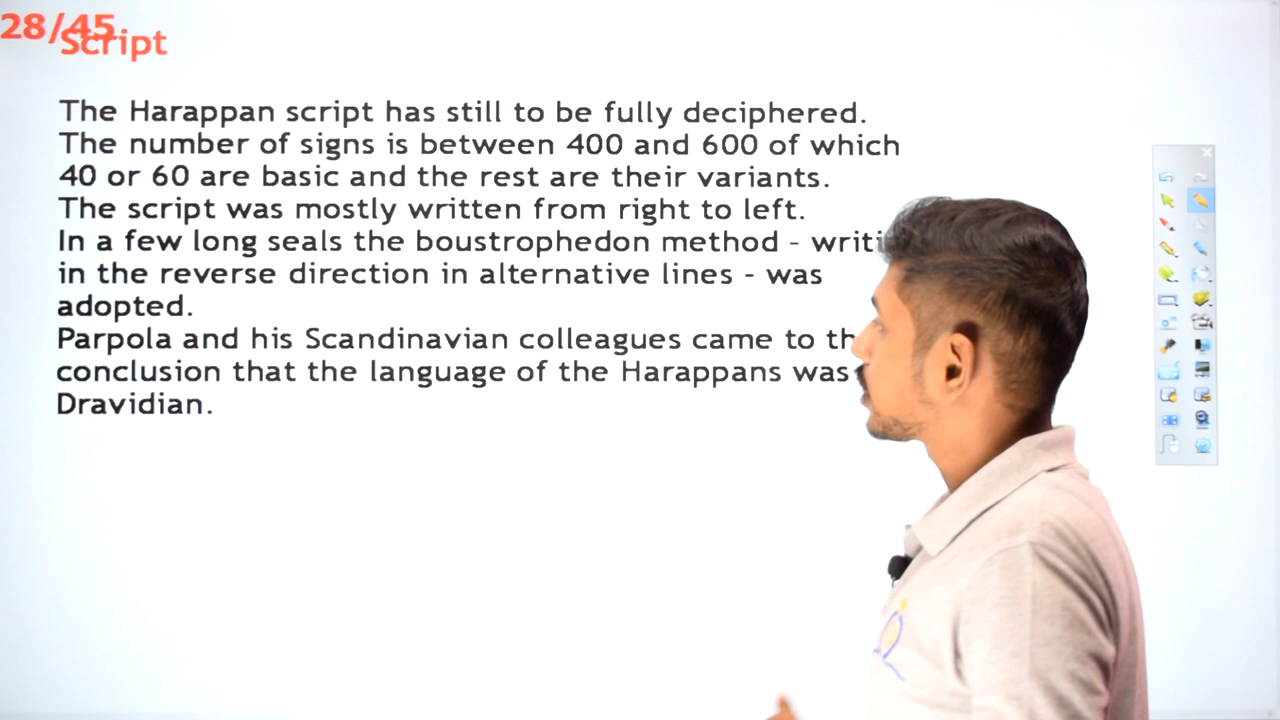 28/45
Script
The Harappan script has still to be fully deciphered.
The number of signs is between 400 and 600 of which
40 or 60 are basic and the rest are their variants.
The script was mostly written from right to left.
In a few long seals the boustrophedon method - writi
in the reverse direction in alternative lines - was
adopted.
Parpola and his Scandinavian colleagues came to th
conclusion that the language of the Harappans was
Dravidian.